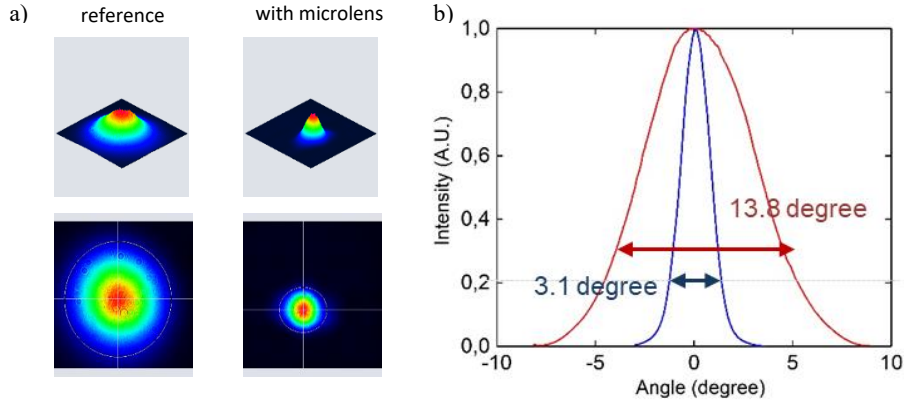 a)
reference
with microlens
b)
1,0
0,8
0,6
0,4
0,2
0,0
Intensity (A.U.)
13.8 degree
3.1 degree
-10
-5
0
5
10
Angle (degree)